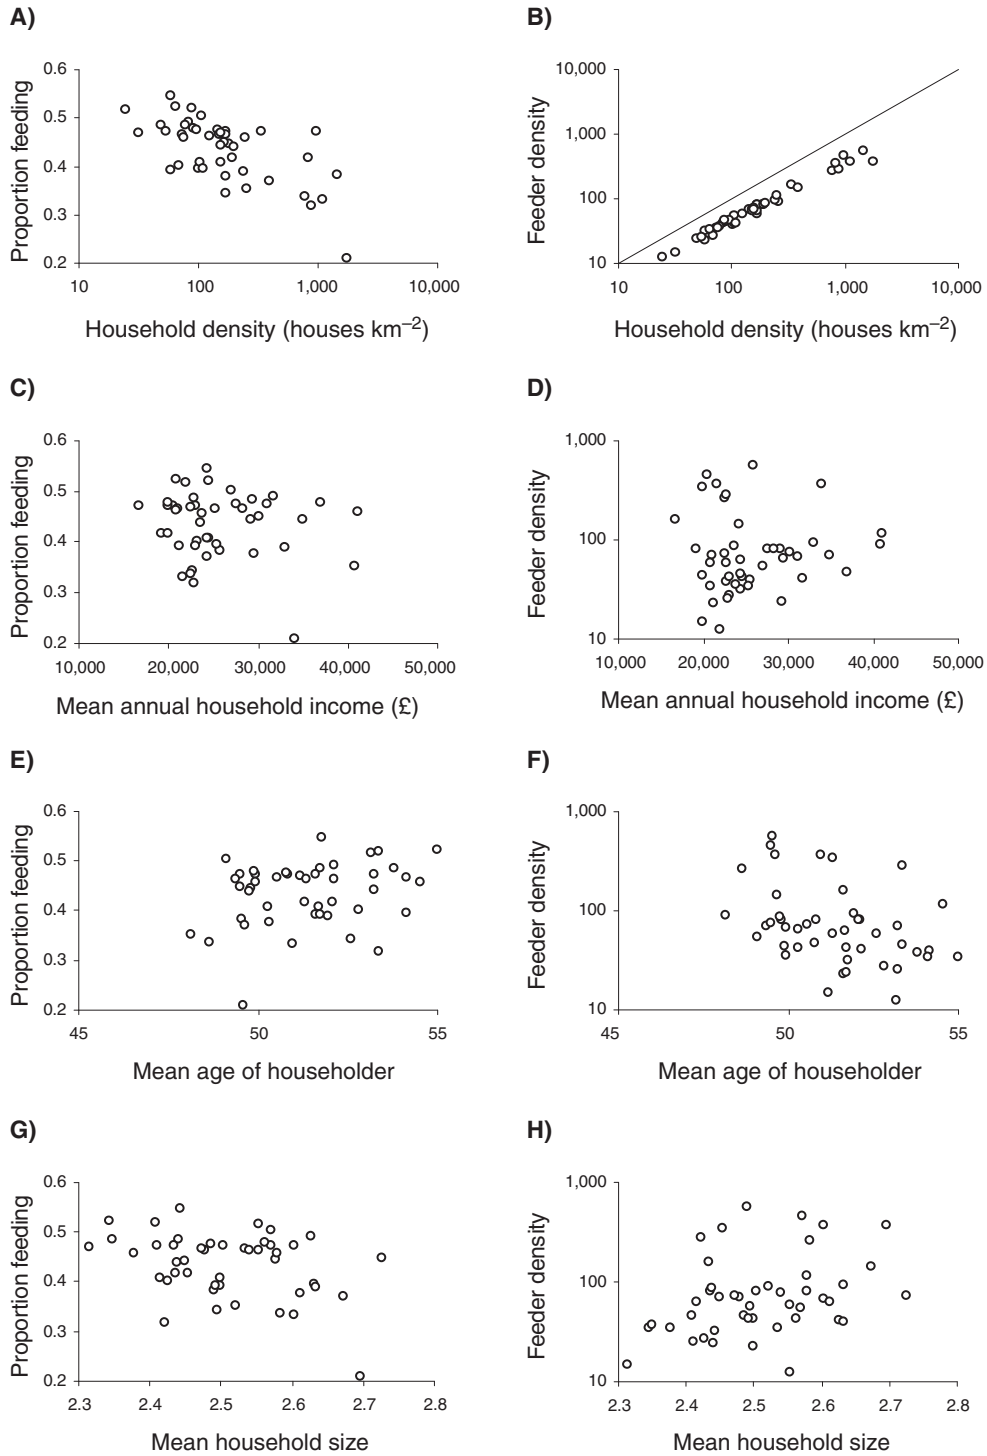 A)
Proportion feeding
0.6
0.5
0.4
0.3
0.2
10 100 1,000 10,000
Household density (houses km–2)
B)
Feeder density
10,000
1,000
100
10
10 100 1,000 10,000
Household density (houses km–2)
C)
Proportion feeding
0.6
0.5
0.4
0.3
0.2
10,000 20,000 30,000 40,000 50,000
Mean annual household income (£)
D)
Feeder density
1,000
100
10
10,000 20,000 30,000 40,000 50,000
Mean annual household income (£)
E)
Proportion feeding
0.6
0.5
0.4
0.3
0.2
45 50 55
Mean age of householder
F)
Feeder density
1,000
100
10
45 50 55
Mean age of householder
G)
Proportion feeding
0.6
0.5
0.4
0.3
0.2
2.3 2.4 2.5 2.6 2.7 2.8
Mean household size
H)
Feeder density
1,000
100
10
2.3 2.4 2.5 2.6 2.7 2.8
Mean household size